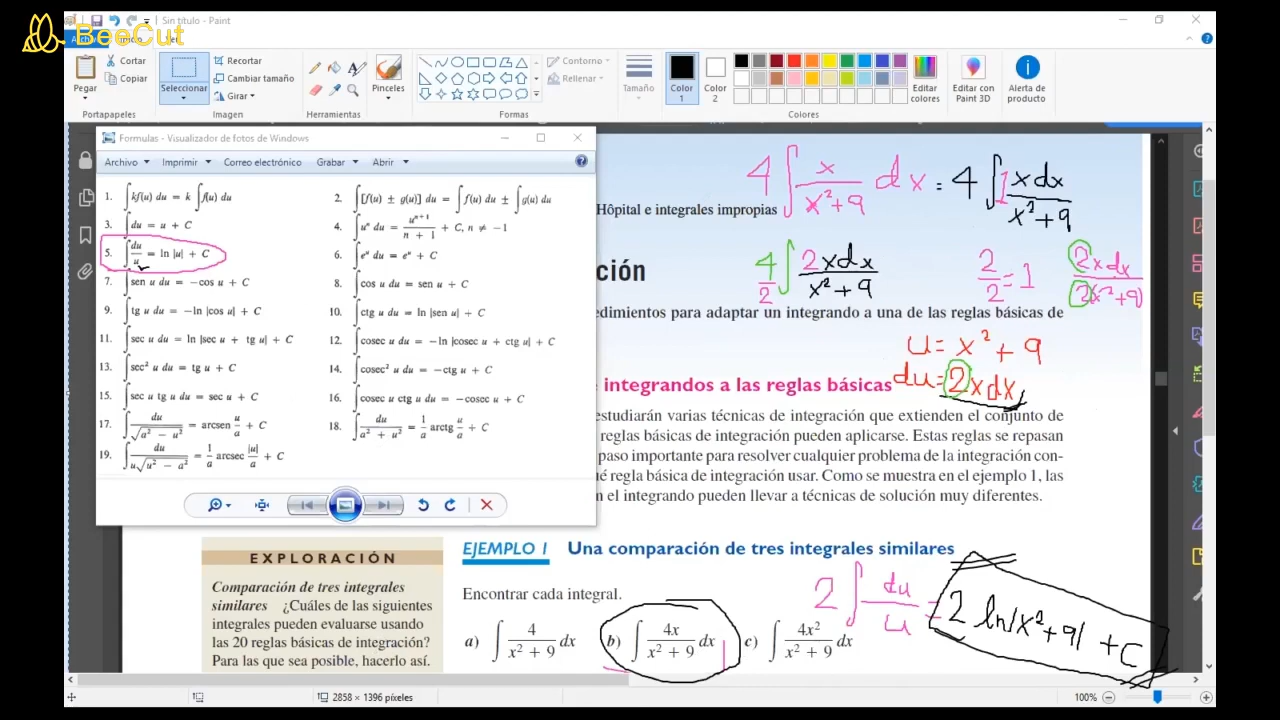 Sin título - Paint
BeeCut
Archivo Inicio Ver
Pegar
Cortar
Copiar
Portapapeles
Seleccionar
Recortar
Cambiar tamaño
Girar
Imagen
Herramientas
Pinceles
Formas
Contorno
Rellenar
Tamaño
Color 1
Color 2
Colores
Editar colores
Editar con Paint 3D
Alerta de producto
Formulas - Visualizador de fotos de Windows
Archivo Imprimir Correo electrónico Grabar Abrir
1. ∫kf(u) du = k ∫f(u) du
2. ∫[f(u) ± g(u)] du = ∫f(u) du ± ∫g(u) du
3. ∫du = u + C
4. ∫u^n du = u^(n+1)/(n + 1) + C, n ≠ −1
5. ∫du/u = ln |u| + C
6. ∫e^u du = e^u + C
7. ∫sen u du = −cos u + C
8. ∫cos u du = sen u + C
9. ∫tg u du = −ln |cos u| + C
10. ∫ctg u du = ln |sen u| + C
11. ∫sec u du = ln |sec u + tg u| + C
12. ∫cosec u du = −ln |cosec u + ctg u| + C
13. ∫sec² u du = tg u + C
14. ∫cosec² u du = −ctg u + C
15. ∫sec u tg u du = sec u + C
16. ∫cosec u ctg u du = −cosec u + C
17. ∫du/√(a² − u²) = arcsen u/a + C
18. ∫du/(a² + u²) = 1/a arctg u/a + C
19. ∫du/(u√(u² − a²)) = 1/a arcsec |u|/a + C
4∫ x/(x²+9) dx = 4∫1 xdx/(x²+9)
Hôpital e integrales impropias
4/2 ∫ 2xdx/(x²+9) 2/2 = 1 2xdx/2(x²+9)
ción
edimientos para adaptar un integrando a una de las reglas básicas de
u = x² + 9
du = 2xdx
e integrandos a las reglas básicas
estudiarán varias técnicas de integración que extienden el conjunto de
reglas básicas de integración pueden aplicarse. Estas reglas se repasan
paso importante para resolver cualquier problema de la integración con-
ué regla básica de integración usar. Como se muestra en el ejemplo 1, las
n el integrando pueden llevar a técnicas de solución muy diferentes.
EXPLORACIÓN
Comparación de tres integrales
similares ¿Cuáles de las siguientes
integrales pueden evaluarse usando
las 20 reglas básicas de integración?
Para las que sea posible, hacerlo así.
EJEMPLO 1 Una comparación de tres integrales similares
Encontrar cada integral.
a) ∫ 4/(x² + 9) dx b) ∫ 4x/(x² + 9) dx c) ∫ 4x²/(x² + 9) dx
2∫ du/u = 2 ln|x²+9| + C
2858 × 1396 píxeles
100%